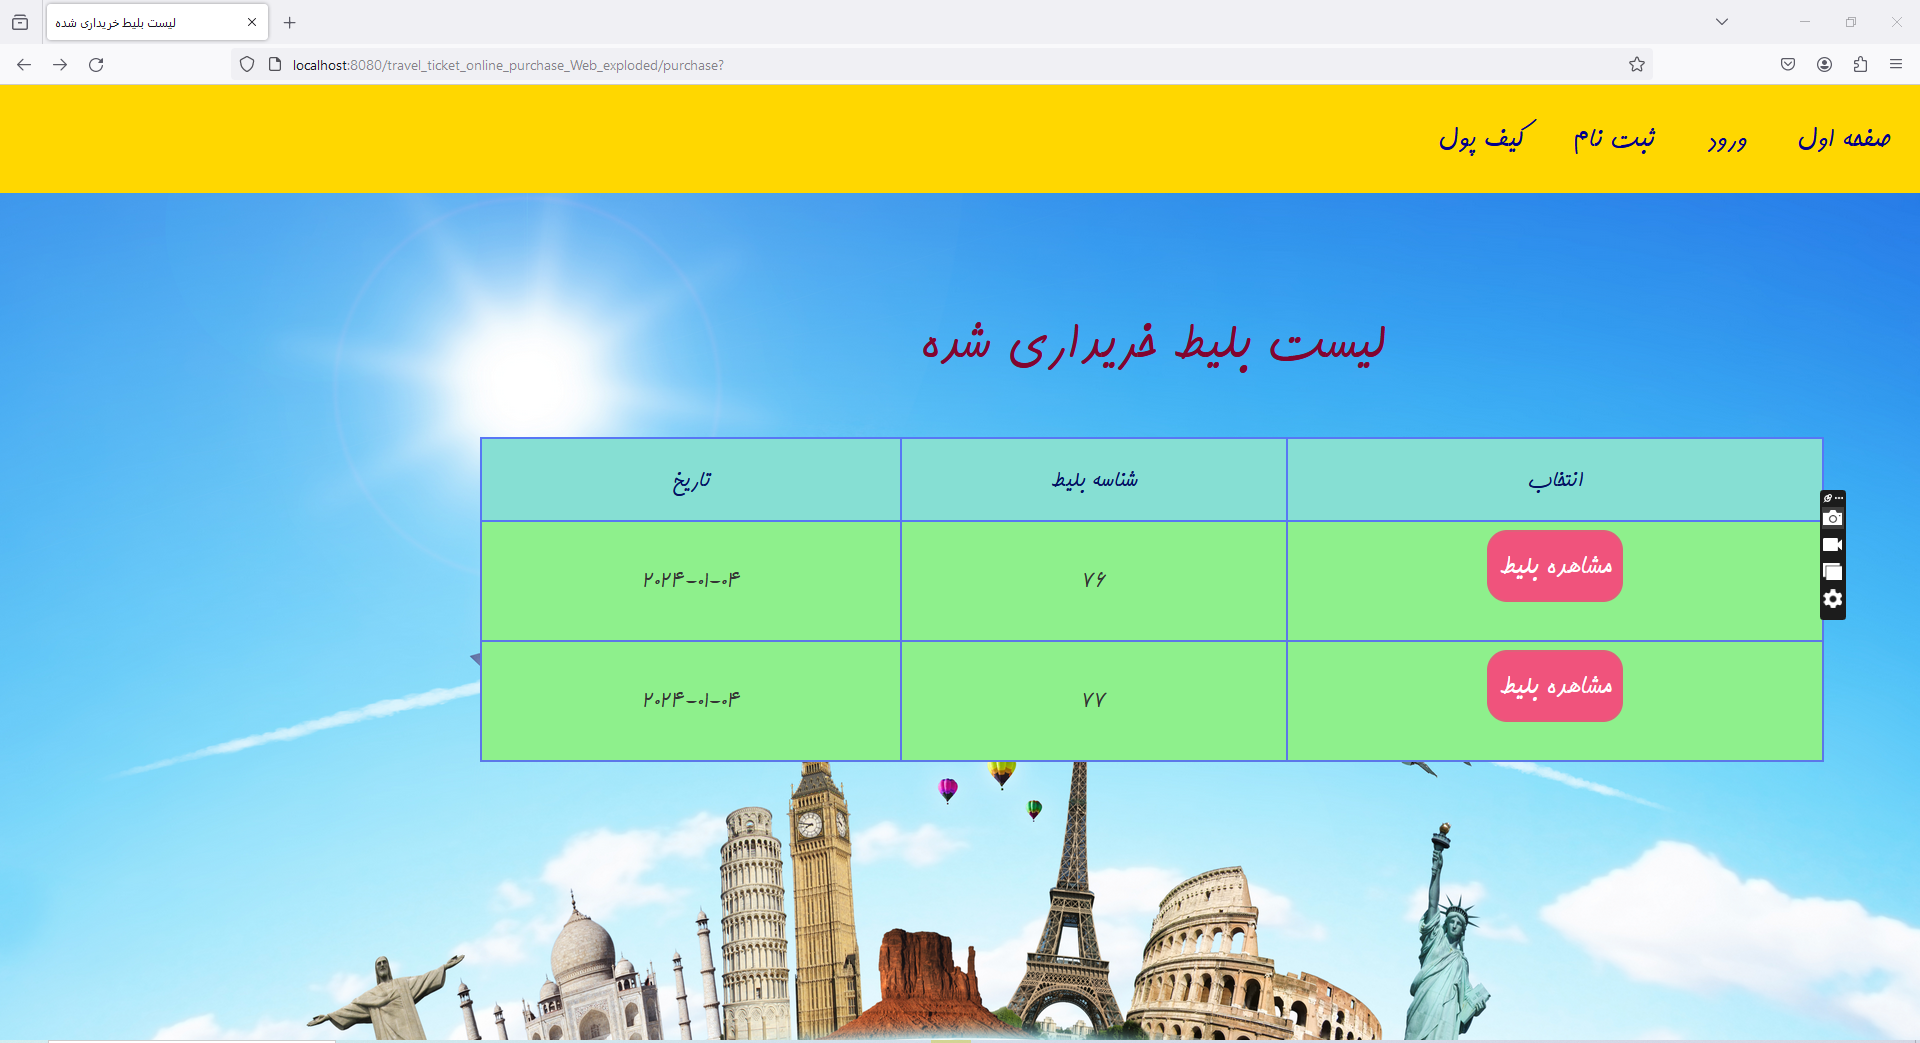 لیست بلیط خریداری شده
localhost:8080/travel_ticket_online_purchase_Web_exploded/purchase?
صفحه اول ورود ثبت نام کیف پول
لیست بلیط خریداری شده
انتخاب شناسه بلیط تاریخ
مشاهده بلیط ۷۶ ۲۰۲۴-۰۱-۰۴
مشاهده بلیط ۷۷ ۲۰۲۴-۰۱-۰۴